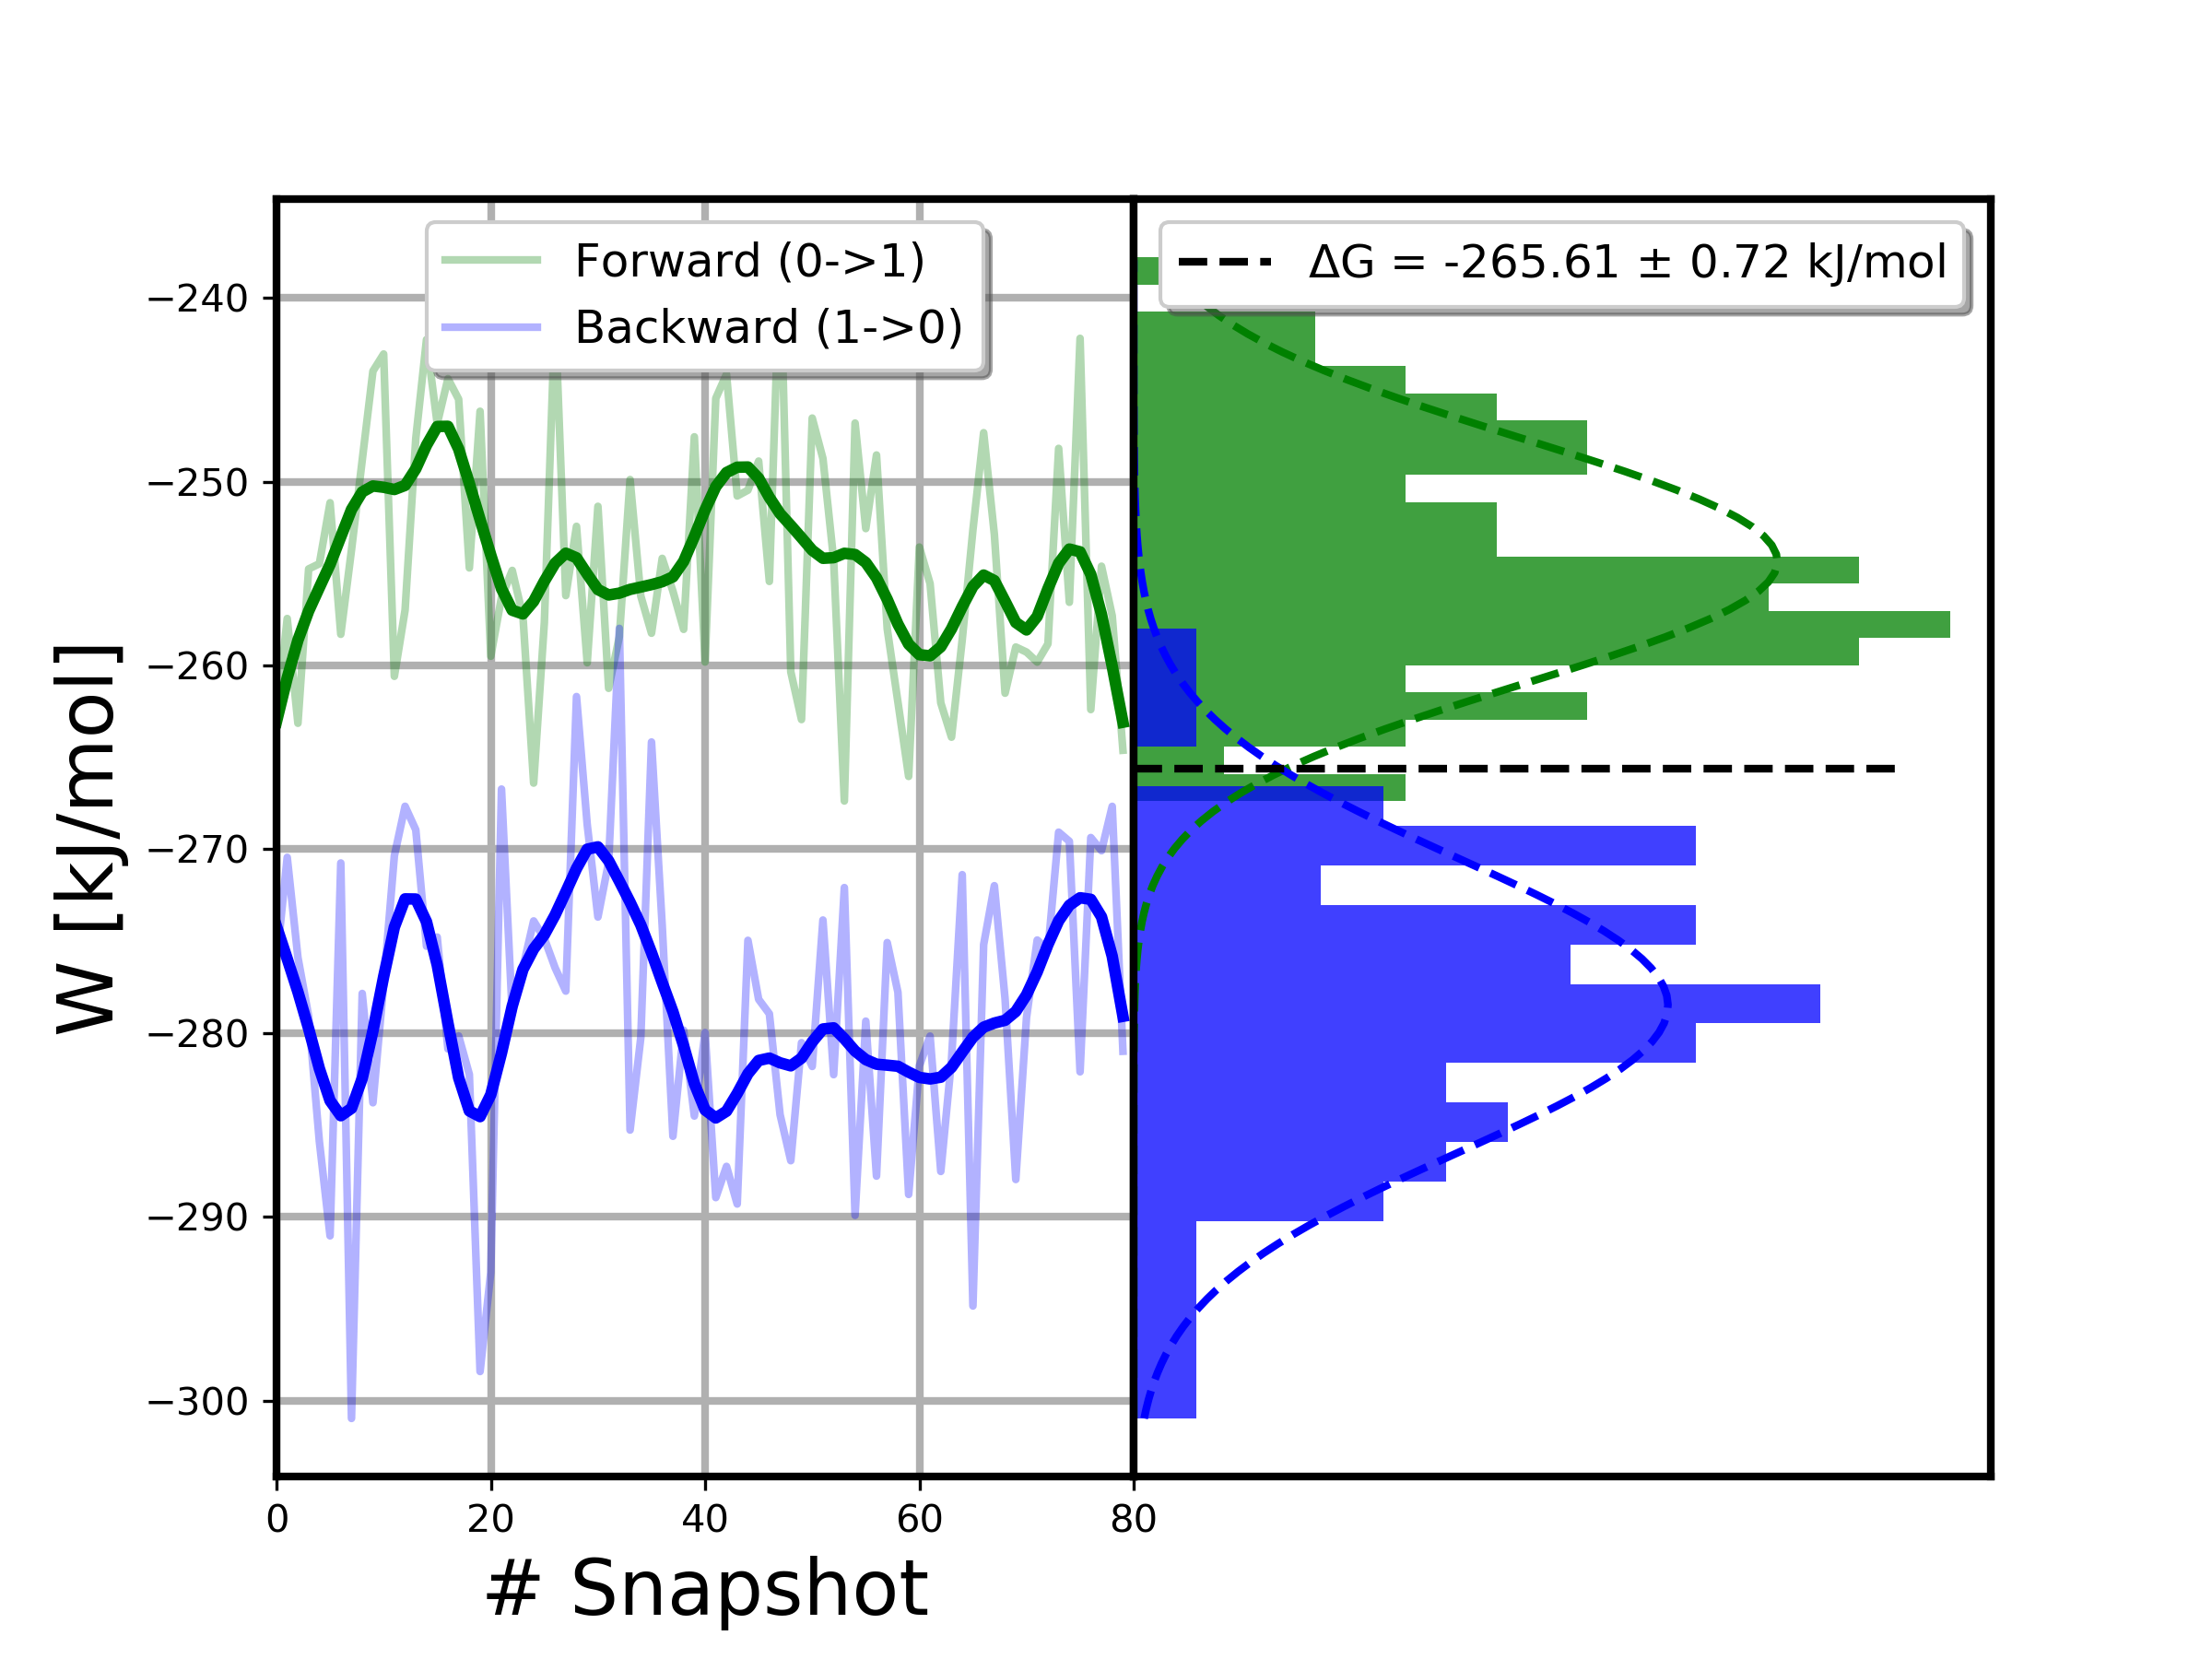 Forward (0->1)
Backward (1->0)
ΔG = -265.61 ± 0.72 kJ/mol
−240
−250
−260
−270
−280
−290
−300
W [kJ/mol]
0
20
40
60
80
# Snapshot